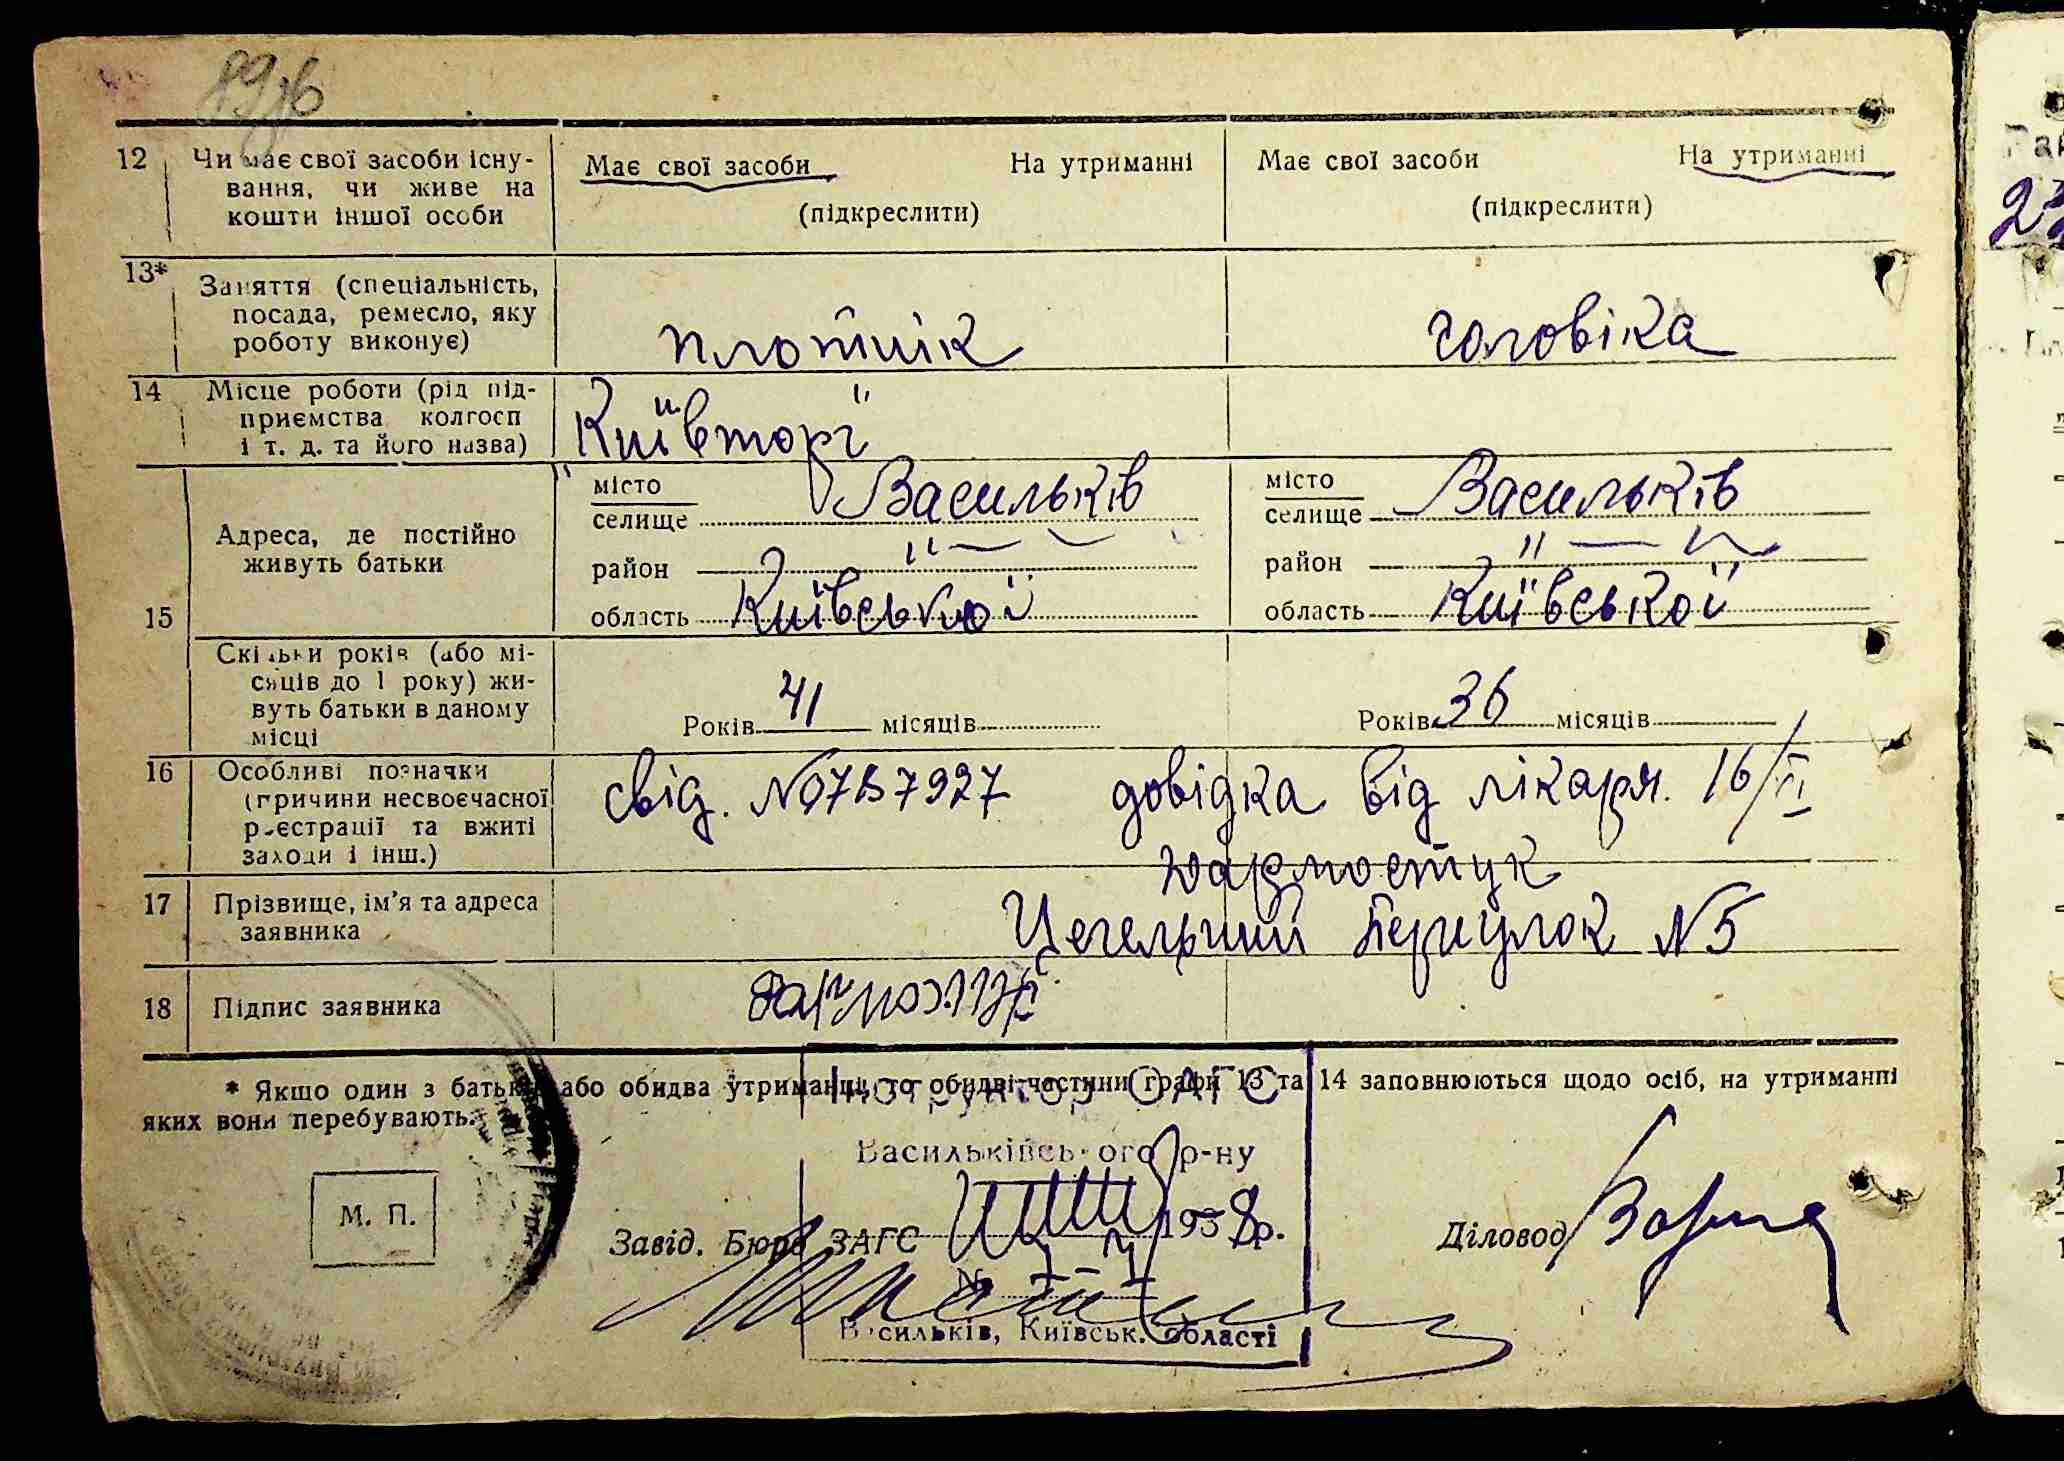 12 Чи має свої засоби існування, чи живе на кошти іншої особи
Має свої засоби На утриманні
(підкреслити)
Має свої засоби На утриманні
(підкреслити)
13* Заняття (спеціальність, посада, ремесло, яку роботу виконує)
плотнік
чоловіка
14 Місце роботи (рід підприємства колгосп і т. д. та його назва)
"Київторг"
15
Адреса, де постійно живуть батьки
місто
селище Васильків
район " —
область Київської
місто
селище Васильків
район " —
область Київської
Скільки років (або місяців до 1 року) живуть батьки в даному місці
Років 41 місяців
Років 36 місяців
16 Особливі позначки (причини несвоєчасної реєстрації та вжиті заходи і інш.)
свід. №07В7927 довідка від лікаря. 16/II
17 Прізвище, ім'я та адреса заявника
Цегельний Переулок №5
18 Підпис заявника
* Якщо один з батьків або обидва утриманці, то обидві частини графи 13 та 14 заповнюються щодо осіб, на утриманні
яких вони перебувають.
Інструктор ОАГС
Васильківського р-ну
М. П.
Завід. Бюро ЗАГС
1938р.
Діловод
№
Васильків, Київськ. області